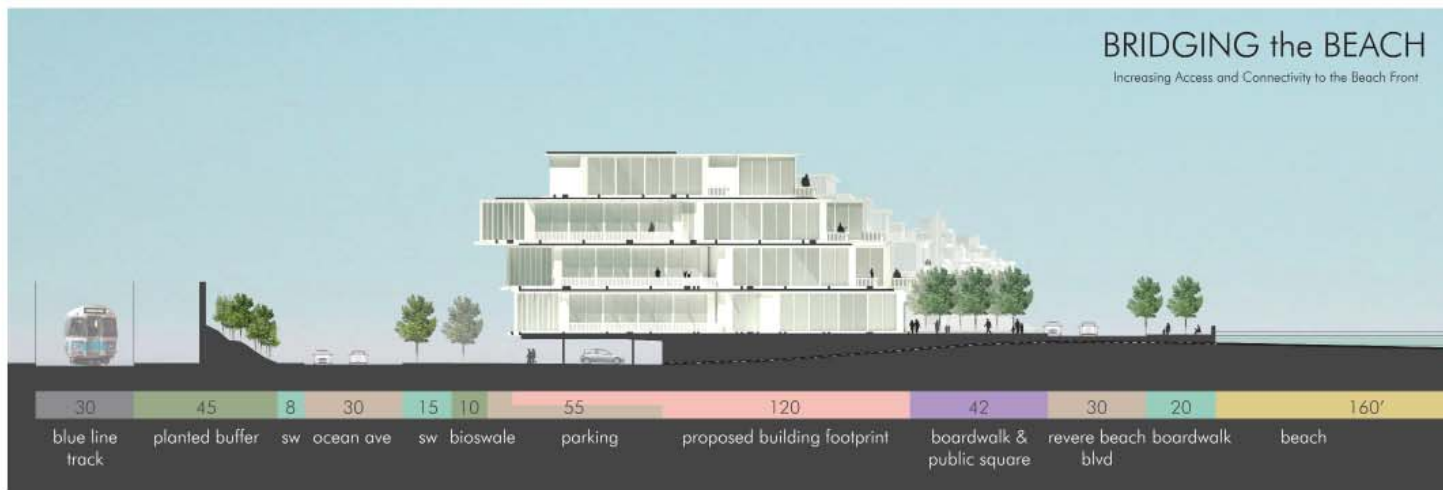 BRIDGING the BEACH
Increasing Access and Connectivity to the Beach Front
30 45 8 30 15 10 55 120 42 30 20 160'
blue line track
planted buffer
sw
ocean ave
sw
bioswale
parking
proposed building footprint
boardwalk & public square
revere beach blvd
boardwalk
beach